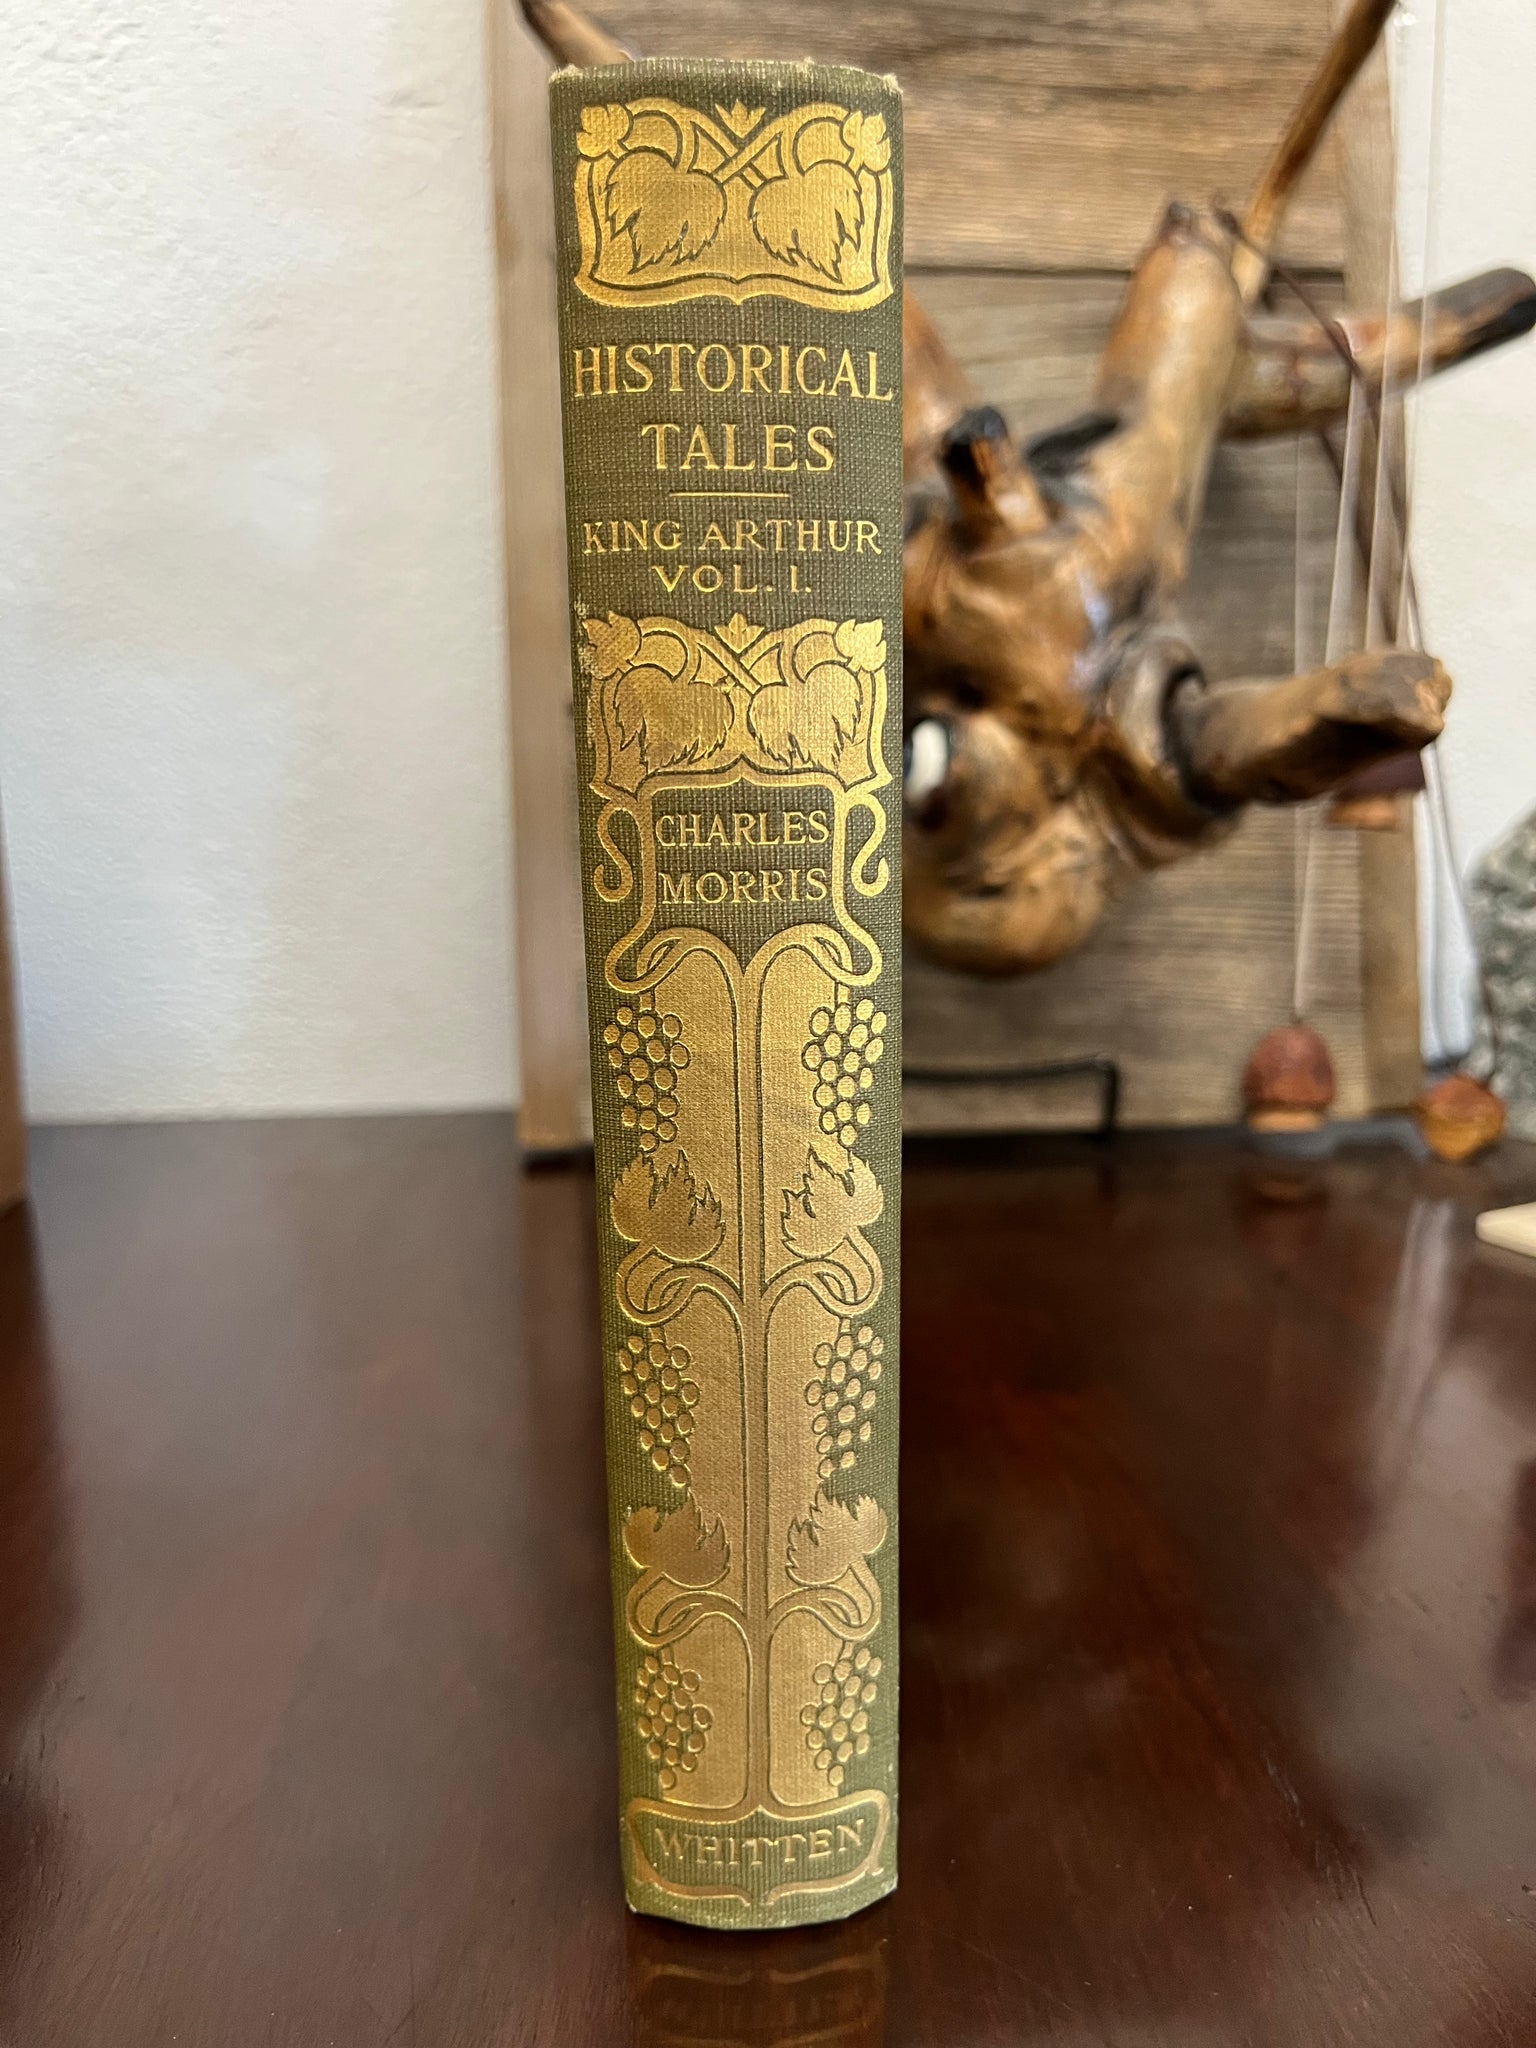 HISTORICAL
TALES
KING ARTHUR
VOL. I.
CHARLES
MORRIS
WHITTEN